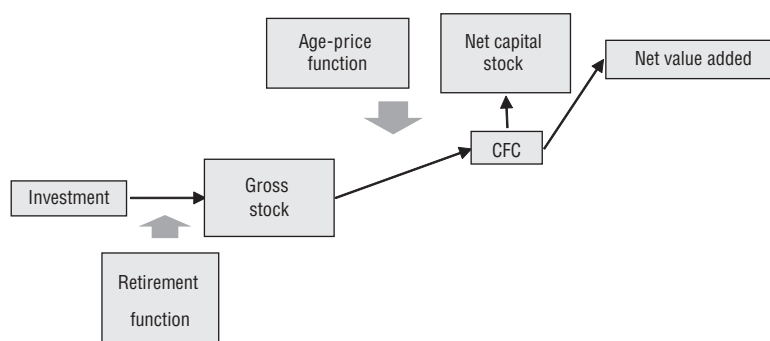 Age-price
function
Net capital
stock
Net value added
CFC
Gross
stock
Investment
Retirement
function